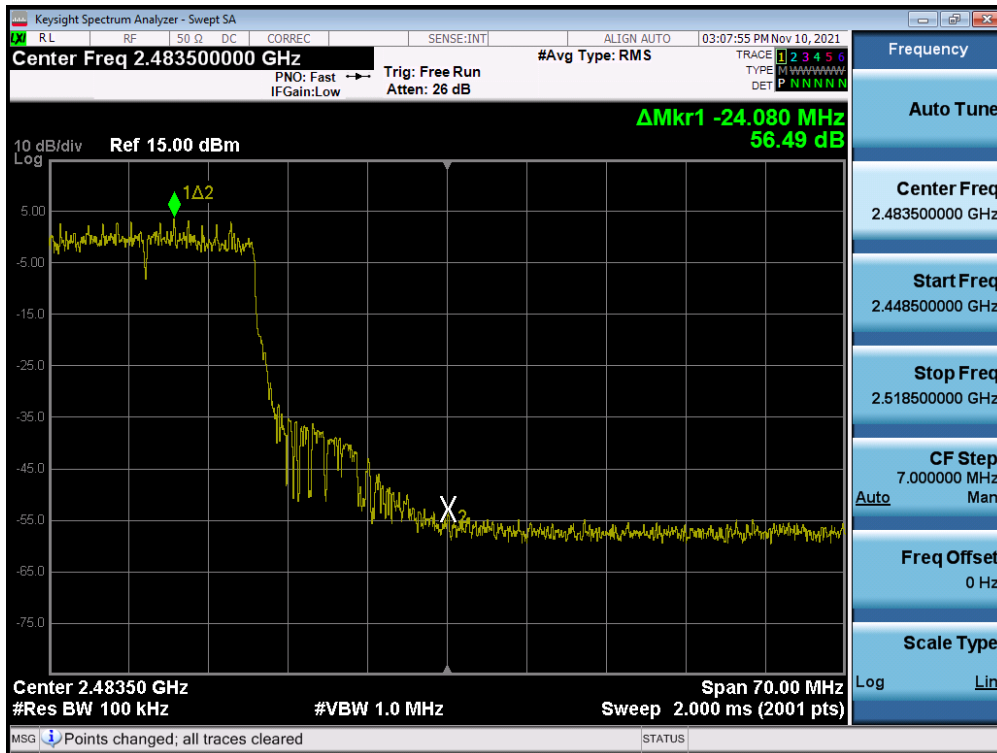 Keysight Spectrum Analyzer - Swept SA
LXI RL RF 50 Ω DC CORREC SENSE:INT ALIGN AUTO 03:07:55 PM Nov 10, 2021
Center Freq 2.483500000 GHz
PNO: Fast
IFGain:Low
Trig: Free Run
Atten: 26 dB
#Avg Type: RMS
TRACE 1 2 3 4 5 6
TYPE M WWWWW
DET P N N N N N
ΔMkr1 -24.080 MHz
56.49 dB
10 dB/div Ref 15.00 dBm
Log
1Δ2
5.00
-5.00
-15.0
-25.0
-35.0
-45.0
-55.0
-65.0
-75.0
X2
Center 2.48350 GHz
Span 70.00 MHz
#Res BW 100 kHz
#VBW 1.0 MHz
Sweep 2.000 ms (2001 pts)
MSG Points changed; all traces cleared
STATUS
Frequency
Auto Tune
Center Freq
2.483500000 GHz
Start Freq
2.448500000 GHz
Stop Freq
2.518500000 GHz
CF Step
7.000000 MHz
Auto Man
Freq Offset
0 Hz
Scale Type
Log Lin